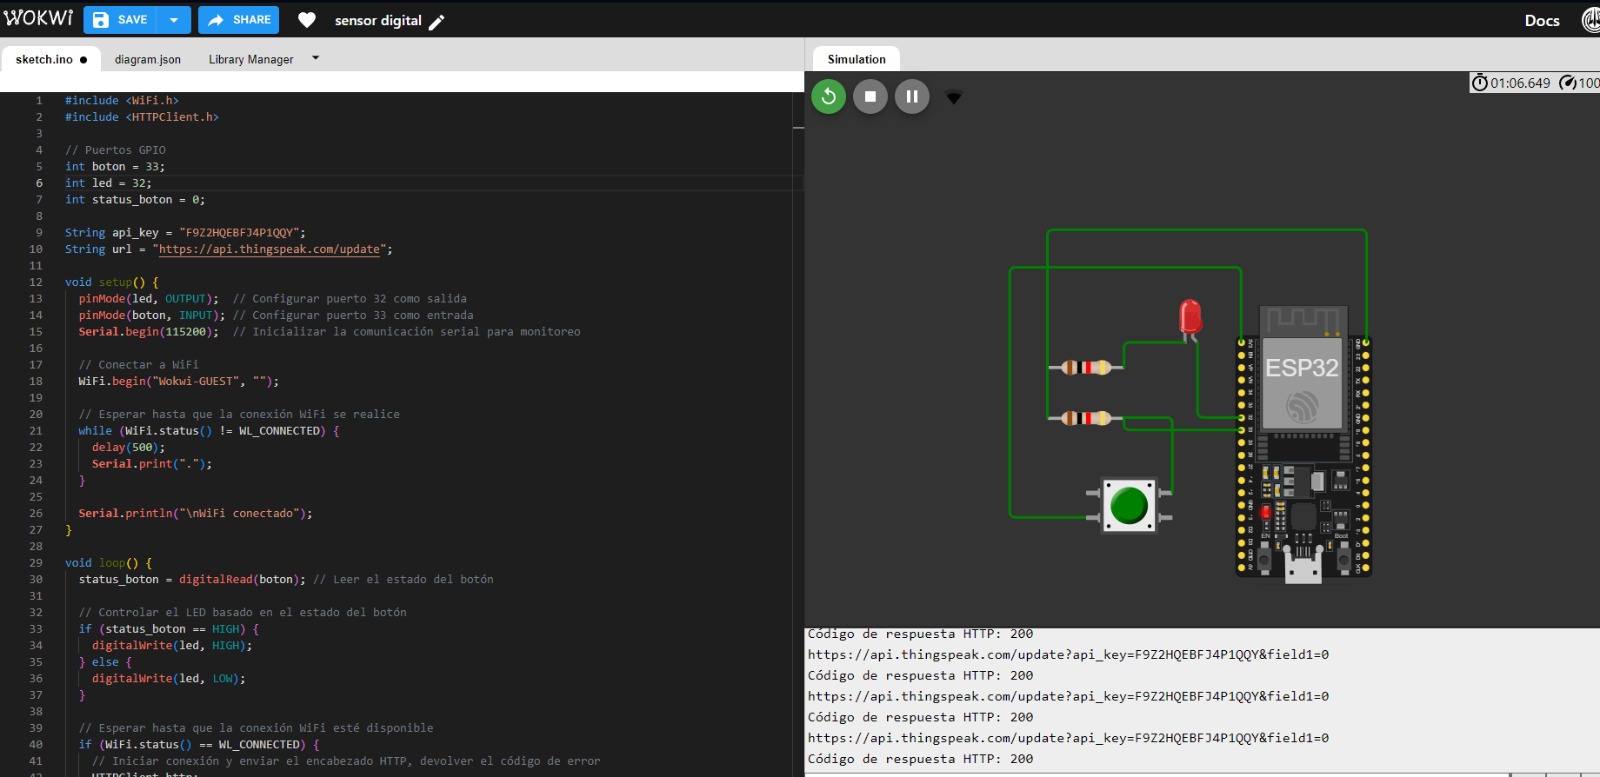 WOKWI
SAVE
SHARE
sensor digital
Docs
sketch.ino ●
diagram.json
Library Manager
1 #include <WiFi.h>
2 #include <HTTPClient.h>
3
4 // Puertos GPIO
5 int boton = 33;
6 int led = 32;
7 int status_boton = 0;
8
9 String api_key = "F9Z2HQEBFJ4P1QQY";
10 String url = "https://api.thingspeak.com/update";
11
12 void setup() {
13 pinMode(led, OUTPUT); // Configurar puerto 32 como salida
14 pinMode(boton, INPUT); // Configurar puerto 33 como entrada
15 Serial.begin(115200); // Inicializar la comunicación serial para monitoreo
16
17 // Conectar a WiFi
18 WiFi.begin("Wokwi-GUEST", "");
19
20 // Esperar hasta que la conexión WiFi se realice
21 while (WiFi.status() != WL_CONNECTED) {
22 delay(500);
23 Serial.print(".");
24 }
25
26 Serial.println("\nWiFi conectado");
27 }
28
29 void loop() {
30 status_boton = digitalRead(boton); // Leer el estado del botón
31
32 // Controlar el LED basado en el estado del botón
33 if (status_boton == HIGH) {
34 digitalWrite(led, HIGH);
35 } else {
36 digitalWrite(led, LOW);
37 }
38
39 // Esperar hasta que la conexión WiFi esté disponible
40 if (WiFi.status() == WL_CONNECTED) {
41 // Iniciar conexión y enviar el encabezado HTTP, devolver el código de error
42 HTTPClient http;
Simulation
01:06.649
100
ESP32
EN
Boot
Código de respuesta HTTP: 200
https://api.thingspeak.com/update?api_key=F9Z2HQEBFJ4P1QQY&field1=0
Código de respuesta HTTP: 200
https://api.thingspeak.com/update?api_key=F9Z2HQEBFJ4P1QQY&field1=0
Código de respuesta HTTP: 200
https://api.thingspeak.com/update?api_key=F9Z2HQEBFJ4P1QQY&field1=0
Código de respuesta HTTP: 200